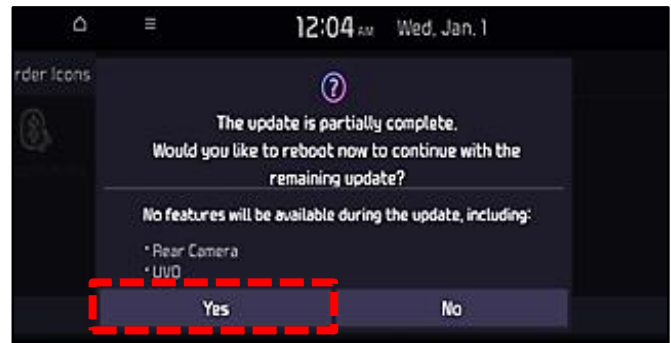 12:04 AM Wed, Jan. 1
rder Icons
The update is partially complete.
Would you like to reboot now to continue with the
remaining update?
No features will be available during the update, including:
• Rear Camera
• UVO
Yes No